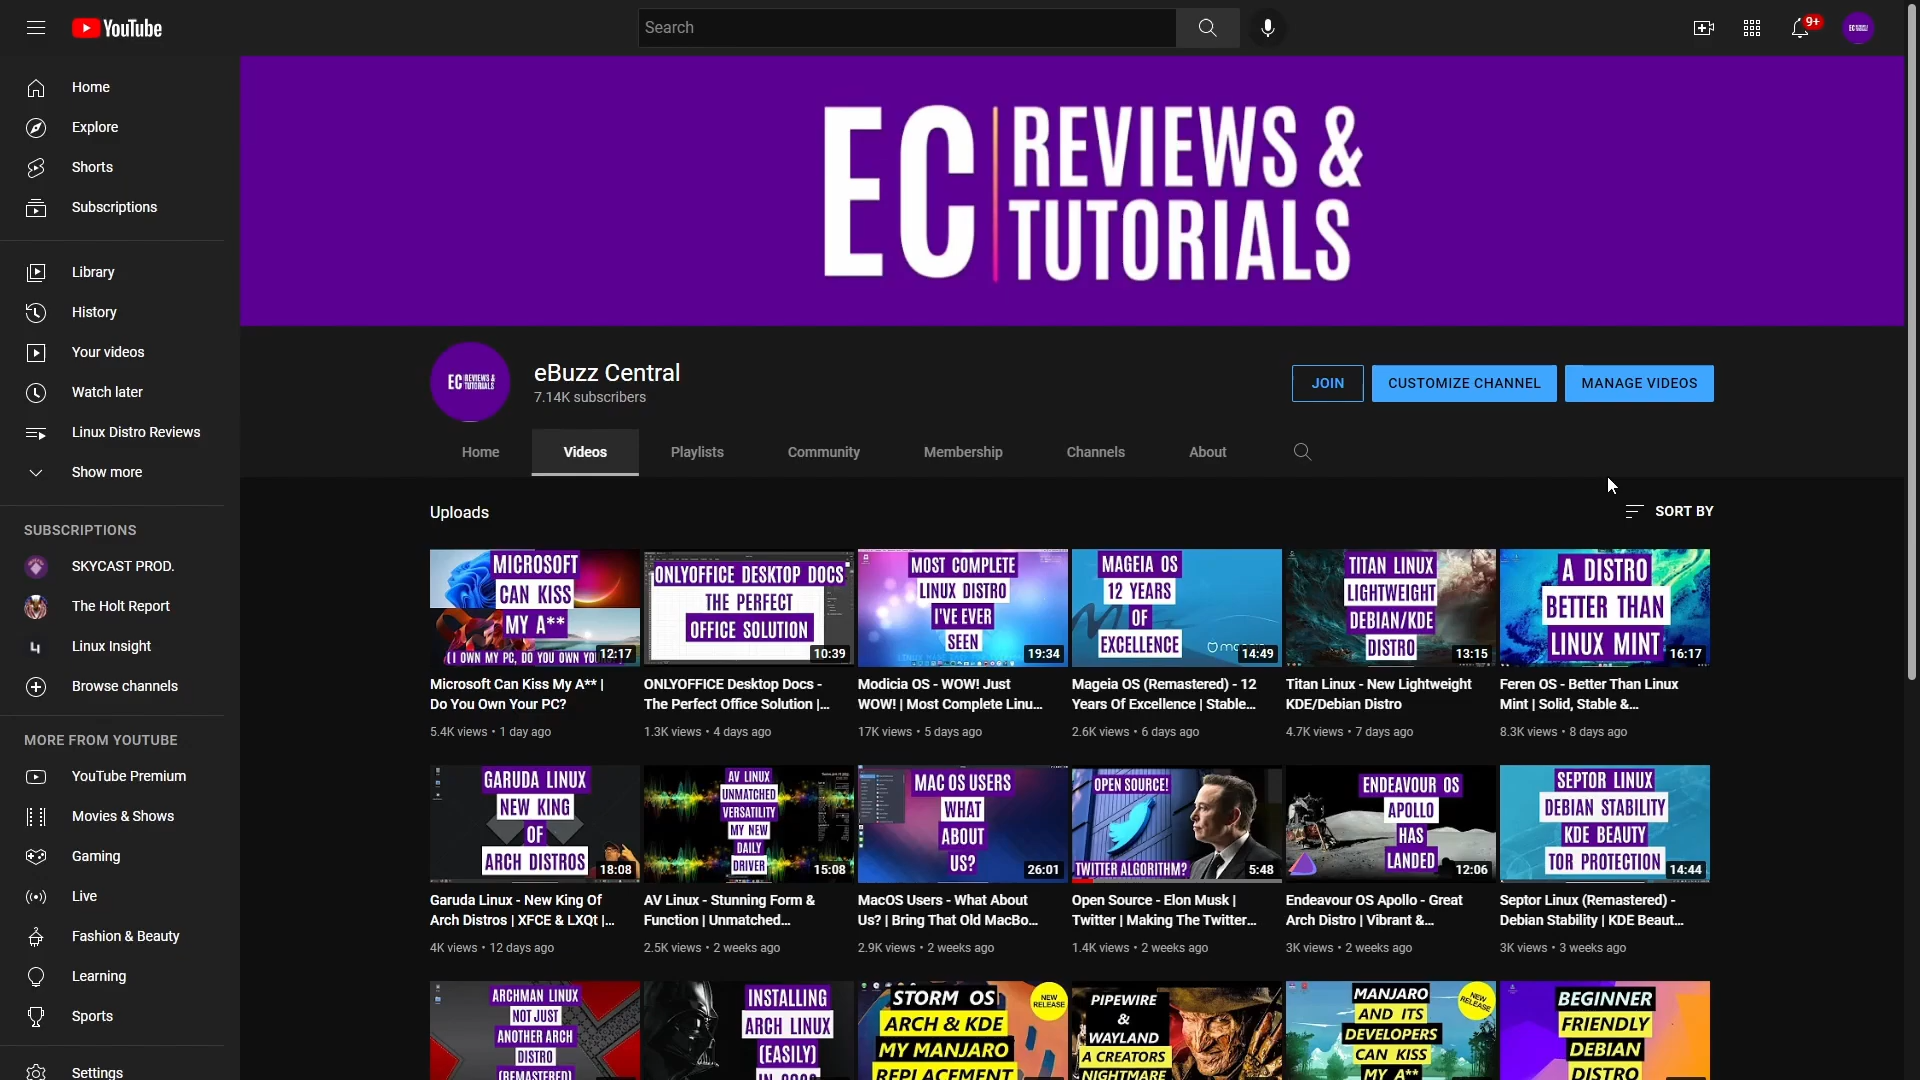 YouTube
Search
9+
Home
Explore
Shorts
Subscriptions
Library
History
Your videos
Watch later
Linux Distro Reviews
Show more
SUBSCRIPTIONS
SKYCAST PROD.
The Holt Report
Linux Insight
Browse channels
MORE FROM YOUTUBE
YouTube Premium
Movies & Shows
Gaming
Live
Fashion & Beauty
Learning
Sports
Settings
EC REVIEWS &
TUTORIALS
EC REVIEWS &
TUTORIALS
eBuzz Central
7.14K subscribers
JOIN
CUSTOMIZE CHANNEL
MANAGE VIDEOS
Home
Videos
Playlists
Community
Membership
Channels
About
Uploads
SORT BY
MICROSOFT
CAN KISS
MY A**
(I OWN MY PC, DO YOU OWN
12:17
Microsoft Can Kiss My A** |
Do You Own Your PC?
5.4K views • 1 day ago
ONLYOFFICE DESKTOP DOCS
THE PERFECT
OFFICE SOLUTION
10:39
ONLYOFFICE Desktop Docs -
The Perfect Office Solution |...
1.3K views • 4 days ago
MOST COMPLETE
LINUX DISTRO
I'VE EVER
SEEN
19:34
Modicia OS - WOW! Just
WOW! | Most Complete Linu...
17K views • 5 days ago
MAGEIA OS
12 YEARS
OF
EXCELLENCE
14:49
Mageia OS (Remastered) - 12
Years Of Excellence | Stable...
2.6K views • 6 days ago
TITAN LINUX
LIGHTWEIGHT
DEBIAN/KDE
DISTRO
13:15
Titan Linux - New Lightweight
KDE/Debian Distro
4.7K views • 7 days ago
A DISTRO
BETTER THAN
LINUX MINT
16:17
Feren OS - Better Than Linux
Mint | Solid, Stable &...
8.3K views • 8 days ago
GARUDA LINUX
NEW KING
OF
ARCH DISTROS
18:08
Garuda Linux - New King Of
Arch Distros | XFCE & LXQt |...
4K views • 12 days ago
AV LINUX
UNMATCHED
VERSATILITY
MY NEW
DAILY
DRIVER
15:08
AV Linux - Stunning Form &
Function | Unmatched...
2.5K views • 2 weeks ago
MAC OS USERS
WHAT
ABOUT
US?
26:01
MacOS Users - What About
Us? | Bring That Old MacBo...
2.9K views • 2 weeks ago
OPEN SOURCE!
TWITTER ALGORITHM?
5:48
Open Source - Elon Musk |
Twitter | Making The Twitter...
1.4K views • 2 weeks ago
ENDEAVOUR OS
APOLLO
HAS
LANDED
12:06
Endeavour OS Apollo - Great
Arch Distro | Vibrant &...
3K views • 2 weeks ago
SEPTOR LINUX
DEBIAN STABILITY
KDE BEAUTY
TOR PROTECTION
14:44
Septor Linux (Remastered) -
Debian Stability | KDE Beaut...
3K views • 3 weeks ago
ARCHMAN LINUX
NOT JUST
ANOTHER ARCH
DISTRO
(REMASTERED)
INSTALLING
ARCH LINUX
(EASILY)
STORM OS
ARCH & KDE
MY MANJARO
REPLACEMENT
NEW
RELEASE
PIPEWIRE
&
WAYLAND
A CREATORS
NIGHTMARE
MANJARO
AND ITS
DEVELOPERS
CAN KISS
MY A**
NEW
RELEASE
BEGINNER
FRIENDLY
DEBIAN
DISTRO